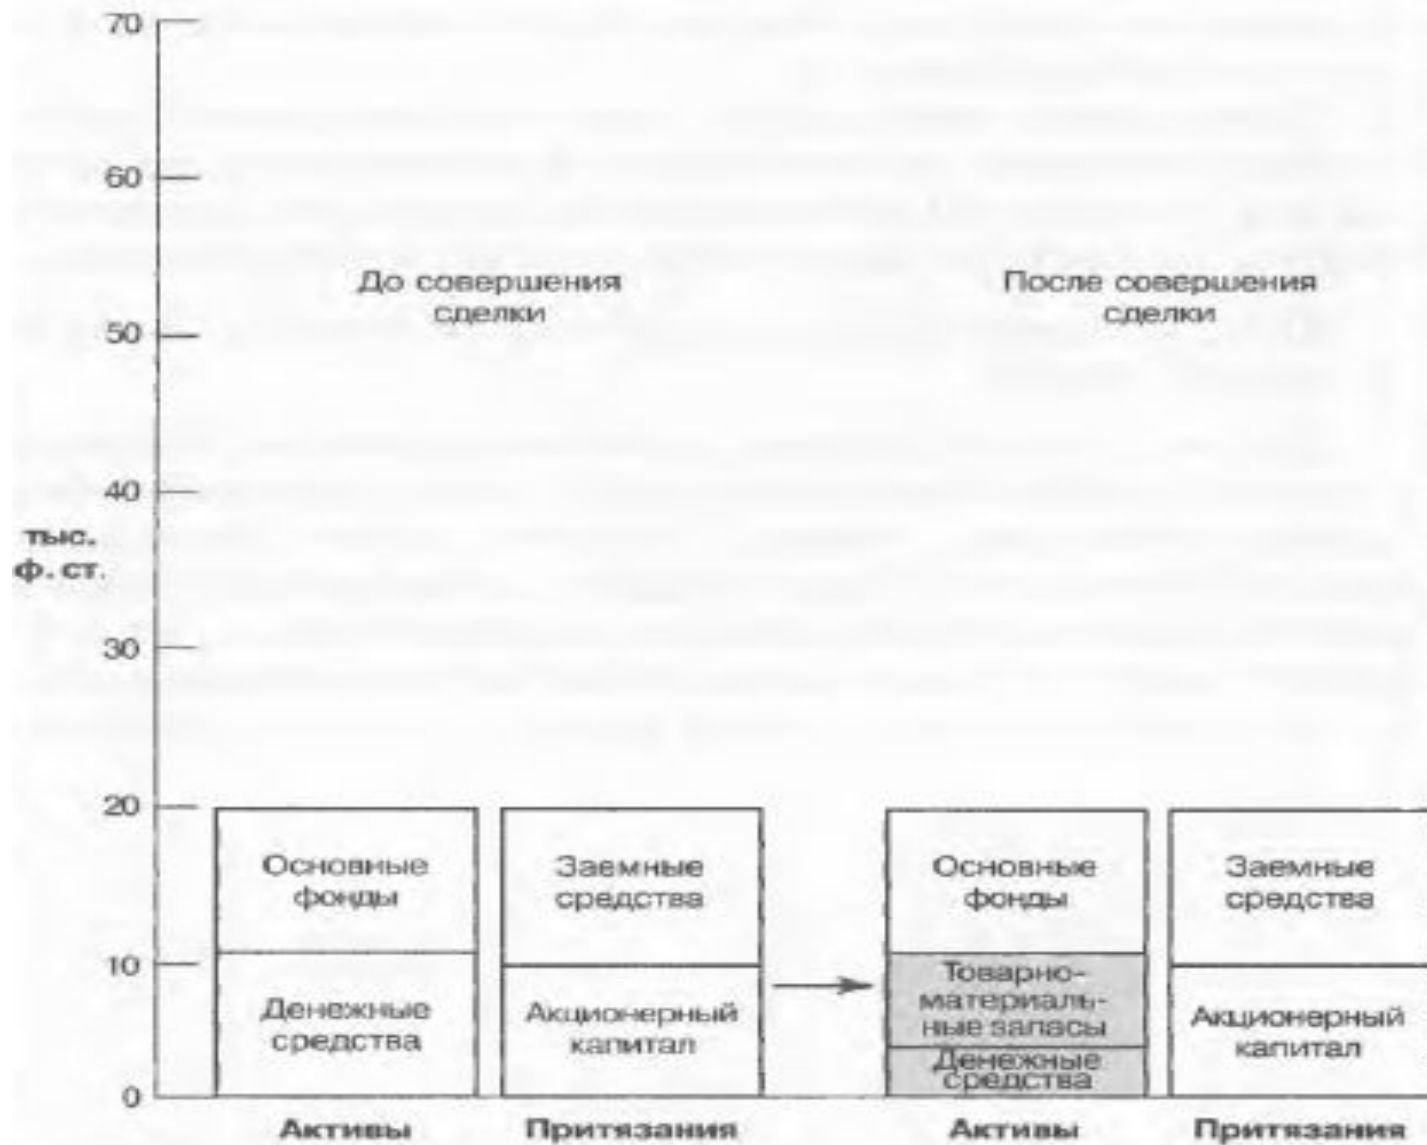 70
60
До совершения
сделки
После совершения
сделки
50
40
тыс.
ф. ст.
30
20
Основные
фонды
Заемные
средства
Основные
фонды
Заемные
средства
10
Денежные
средства
Акционерный
капитал
Товарно-
материаль-
ные запасы
Денежные
средства
Акционерный
капитал
0
Активы
Притязания
Активы
Притязания